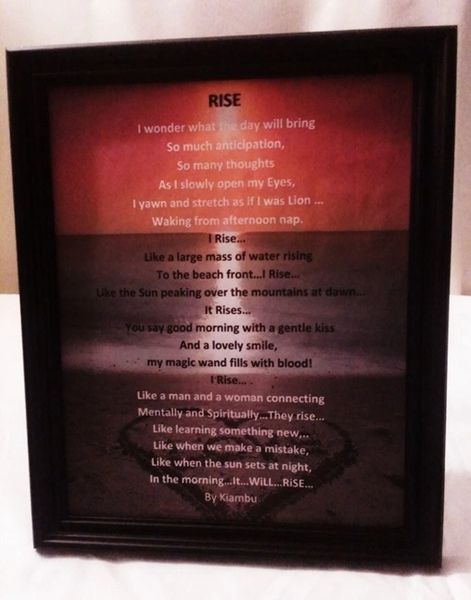 RISE
I wonder what the day will bring
So much anticipation,
So many thoughts
As I slowly open my Eyes,
I yawn and stretch as if I was Lion ...
Waking from afternoon nap.
I Rise...
Like a large mass of water rising
To the beach front...I Rise...
Like the Sun peaking over the mountains at dawn...
It Rises...
You say good morning with a gentle kiss
And a lovely smile,
my magic wand fills with blood!
I Rise...
Like a man and a woman connecting
Mentally and Spiritually...They rise...
Like learning something new,..
Like when we make a mistake,
Like when the sun sets at night,
In the morning...It...WiLL...RiSE...
By Kiambu